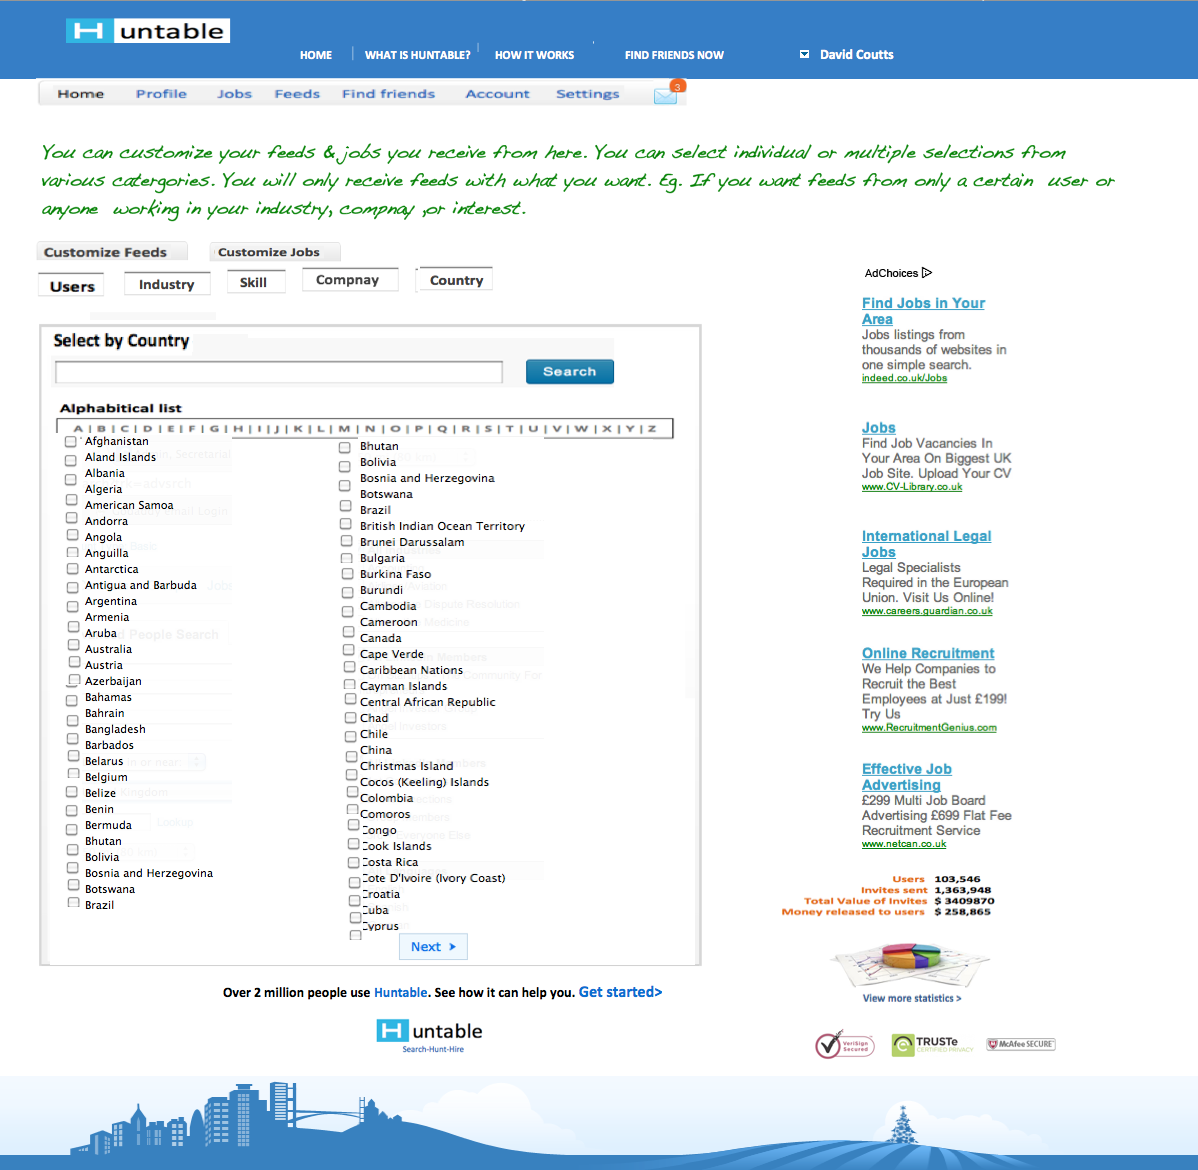 Huntable
HOME
WHAT IS HUNTABLE?
HOW IT WORKS
FIND FRIENDS NOW
David Coutts
Home Profile Jobs Feeds Find friends Account Settings 3
You can customize your feeds & jobs you receive from here. You can select individual or multiple selections from
various catergories. You will only receive feeds with what you want. Eg. If you want feeds from only a certain user or
anyone working in your industry, compnay ,or interest.
Customize Feeds
Customize Jobs
Users
Industry
Skill
Compnay
Country
Select by Country
Search
Alphabitical list
A | B | C | D | E | F | G | H | I | J | K | L | M | N | O | P | Q | R | S | T | U | V | W | X | Y | Z
Afghanistan
Aland Islands
Albania
Algeria
American Samoa
Andorra
Angola
Anguilla
Antarctica
Antigua and Barbuda
Argentina
Armenia
Aruba
Australia
Austria
Azerbaijan
Bahamas
Bahrain
Bangladesh
Barbados
Belarus
Belgium
Belize
Benin
Bermuda
Bhutan
Bolivia
Bosnia and Herzegovina
Botswana
Brazil
Bhutan
Bolivia
Bosnia and Herzegovina
Botswana
Brazil
British Indian Ocean Territory
Brunei Darussalam
Bulgaria
Burkina Faso
Burundi
Cambodia
Cameroon
Canada
Cape Verde
Caribbean Nations
Cayman Islands
Central African Republic
Chad
Chile
China
Christmas Island
Cocos (Keeling) Islands
Colombia
Comoros
Congo
Cook Islands
Costa Rica
Cote D'Ivoire (Ivory Coast)
Croatia
Cuba
Cyprus
Next
AdChoices
Find Jobs in Your
Area
Jobs listings from
thousands of websites in
one simple search.
indeed.co.uk/Jobs
Jobs
Find Job Vacancies In
Your Area On Biggest UK
Job Site. Upload Your CV
www.CV-Library.co.uk
International Legal
Jobs
Legal Specialists
Required in the European
Union. Visit Us Online!
www.careers.guardian.co.uk
Online Recruitment
We Help Companies to
Recruit the Best
Employees at Just £199!
Try Us
www.RecruitmentGenius.com
Effective Job
Advertising
£299 Multi Job Board
Advertising £699 Flat Fee
Recruitment Service
www.netcan.co.uk
Users 103,546
Invites sent 1,363,948
Total Value of Invites $ 3409870
Money released to users $ 258,865
View more statistics >
Over 2 million people use Huntable. See how it can help you. Get started>
Huntable
Search-Hunt-Hire
VeriSign
Secured
TRUSTe
CERTIFIED PRIVACY
McAfee SECURE